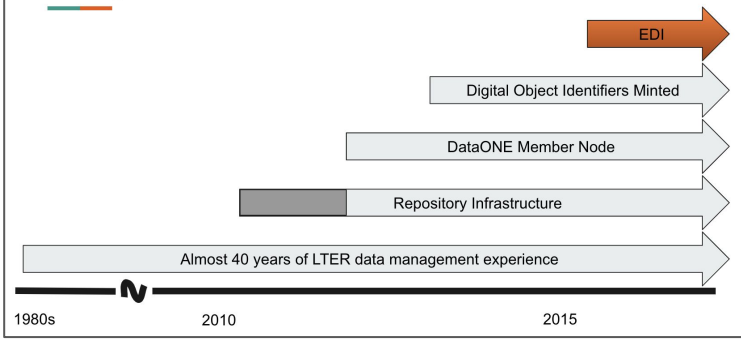 EDI
Digital Object Identifiers Minted
DataONE Member Node
Repository Infrastructure
Almost 40 years of LTER data management experience
1980s 2010 2015